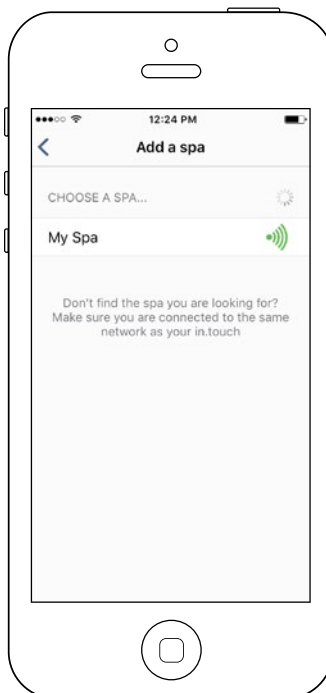 12:24 PM
Add a spa
CHOOSE A SPA...
My Spa
Don't find the spa you are looking for?
Make sure you are connected to the same
network as your in.touch